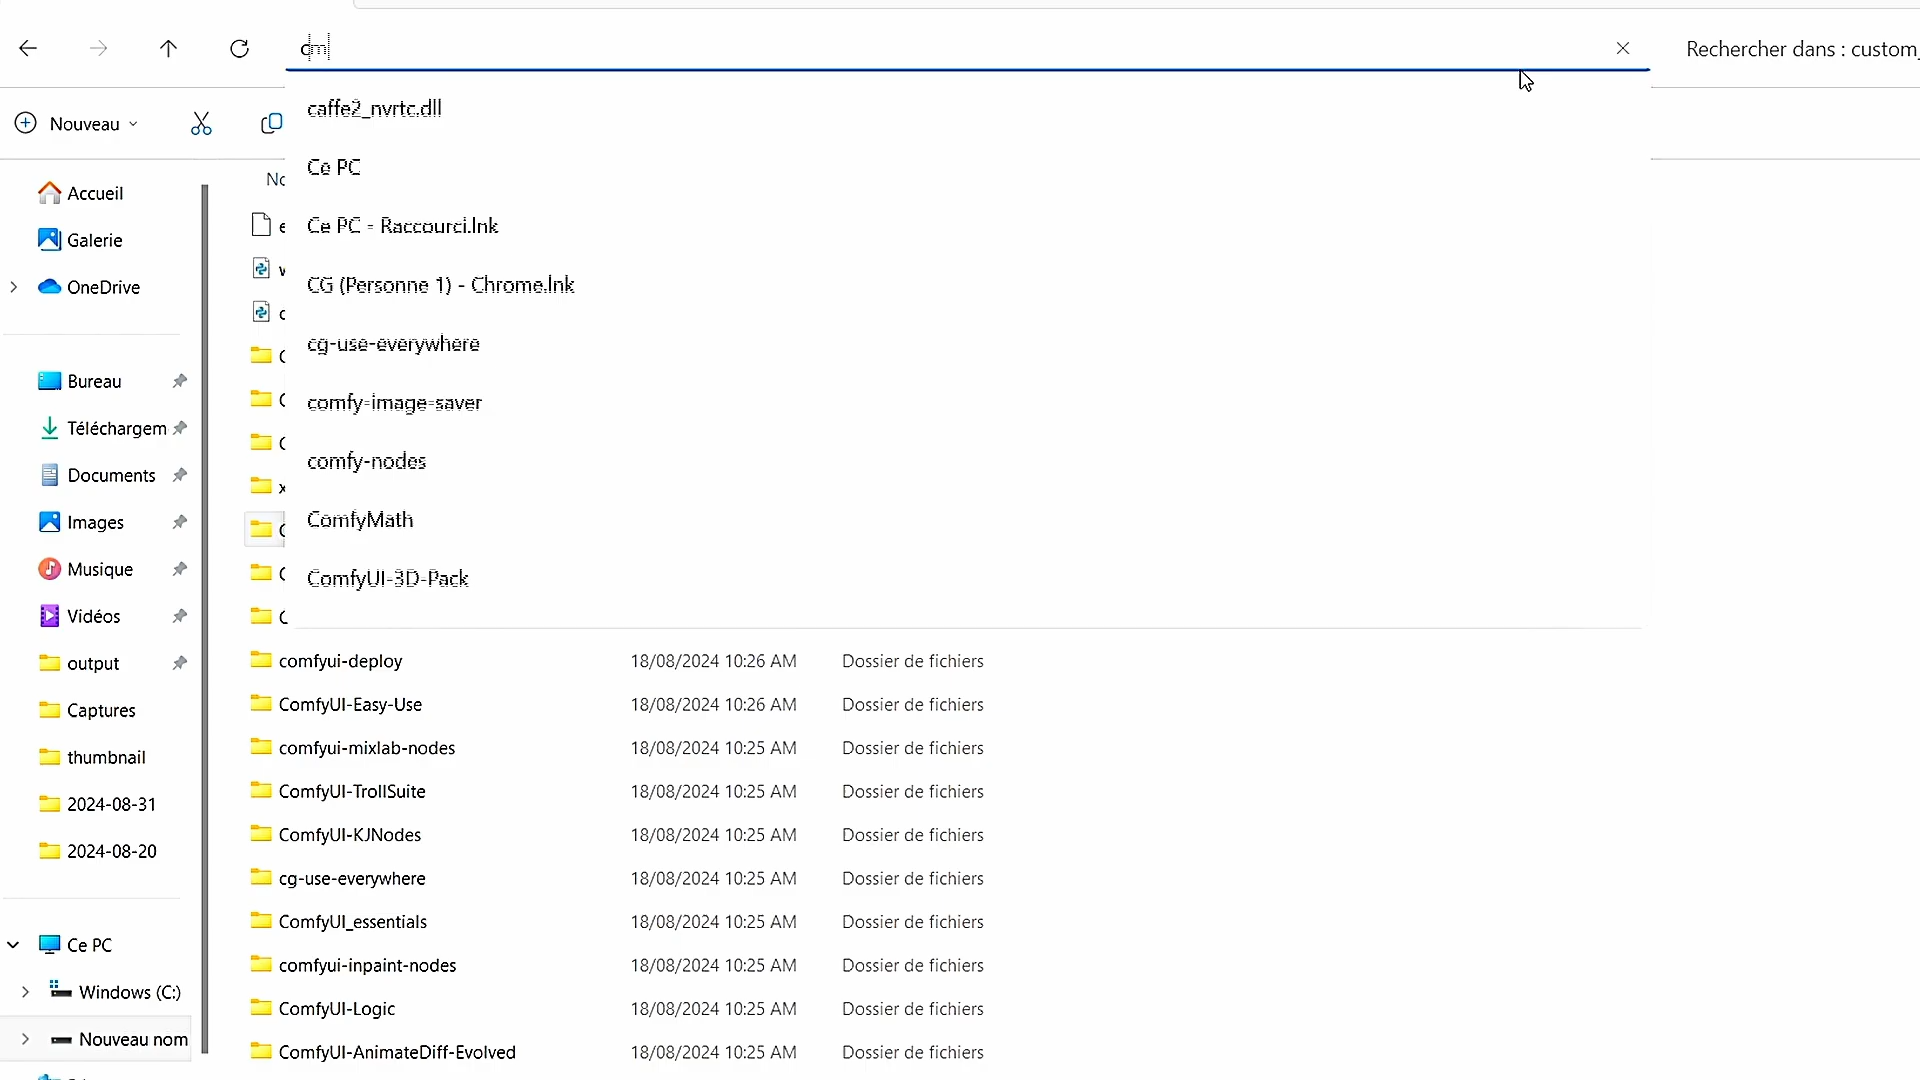 cm
Rechercher dans : custom_
Nouveau
caffe2_nvrtc.dll
Ce PC
Ce PC - Raccourci.lnk
CG (Personne 1) - Chrome.lnk
cg-use-everywhere
comfy-image-saver
comfy-nodes
ComfyMath
ComfyUI-3D-Pack
Accueil
Galerie
OneDrive
Bureau
Téléchargem
Documents
Images
Musique
Vidéos
output
Captures
thumbnail
2024-08-31
2024-08-20
Ce PC
Windows (C:)
Nouveau nom
No
comfyui-deploy 18/08/2024 10:26 AM Dossier de fichiers
ComfyUI-Easy-Use 18/08/2024 10:26 AM Dossier de fichiers
comfyui-mixlab-nodes 18/08/2024 10:25 AM Dossier de fichiers
ComfyUI-TrollSuite 18/08/2024 10:25 AM Dossier de fichiers
ComfyUI-KJNodes 18/08/2024 10:25 AM Dossier de fichiers
cg-use-everywhere 18/08/2024 10:25 AM Dossier de fichiers
ComfyUI_essentials 18/08/2024 10:25 AM Dossier de fichiers
comfyui-inpaint-nodes 18/08/2024 10:25 AM Dossier de fichiers
ComfyUI-Logic 18/08/2024 10:25 AM Dossier de fichiers
ComfyUI-AnimateDiff-Evolved 18/08/2024 10:25 AM Dossier de fichiers